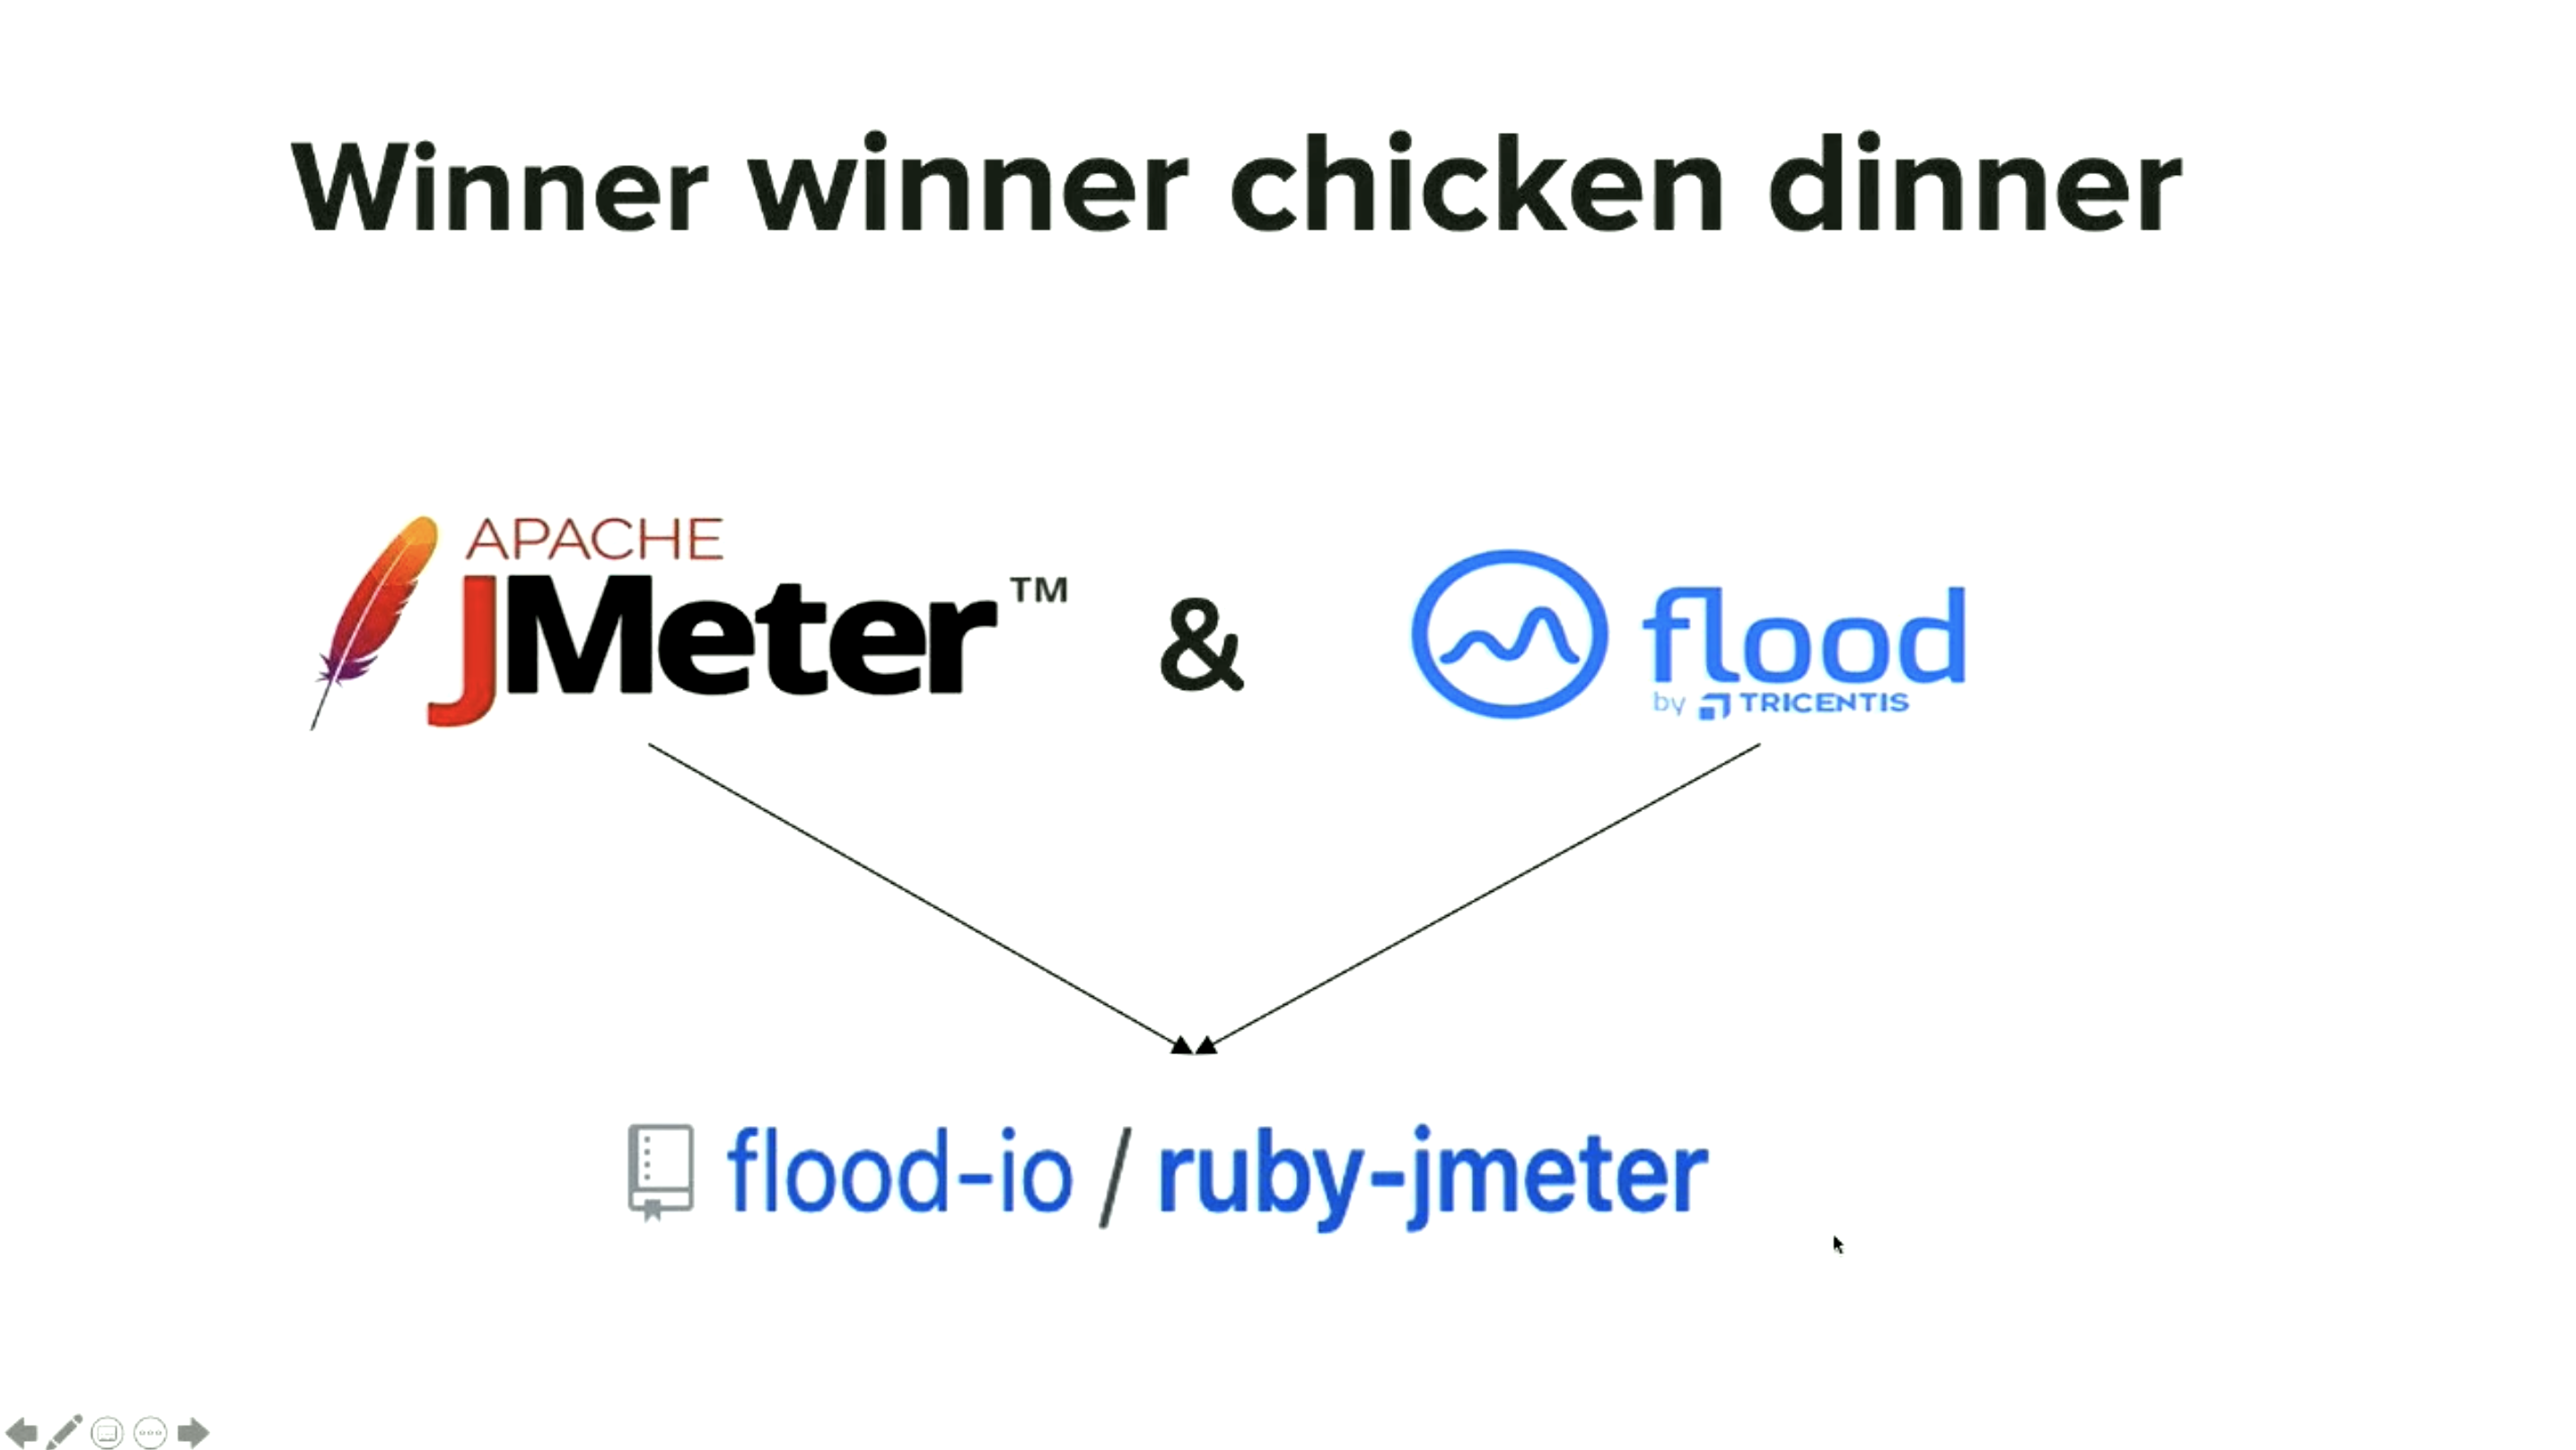 Winner winner chicken dinner
APACHE
JMeter™
&
flood
by TRICENTIS
flood-io / ruby-jmeter